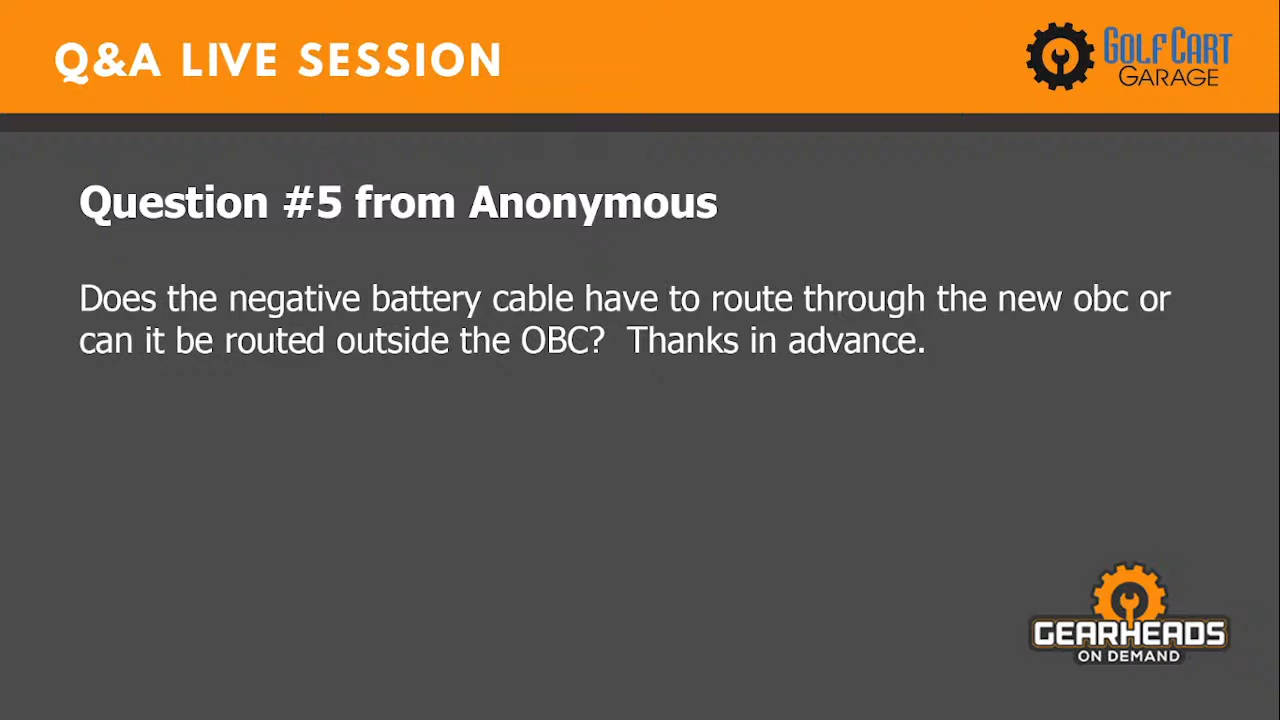 Q&A LIVE SESSION
GOLF CART
GARAGE
Question #5 from Anonymous
Does the negative battery cable have to route through the new obc or
can it be routed outside the OBC?  Thanks in advance.
GEARHEADS
ON DEMAND